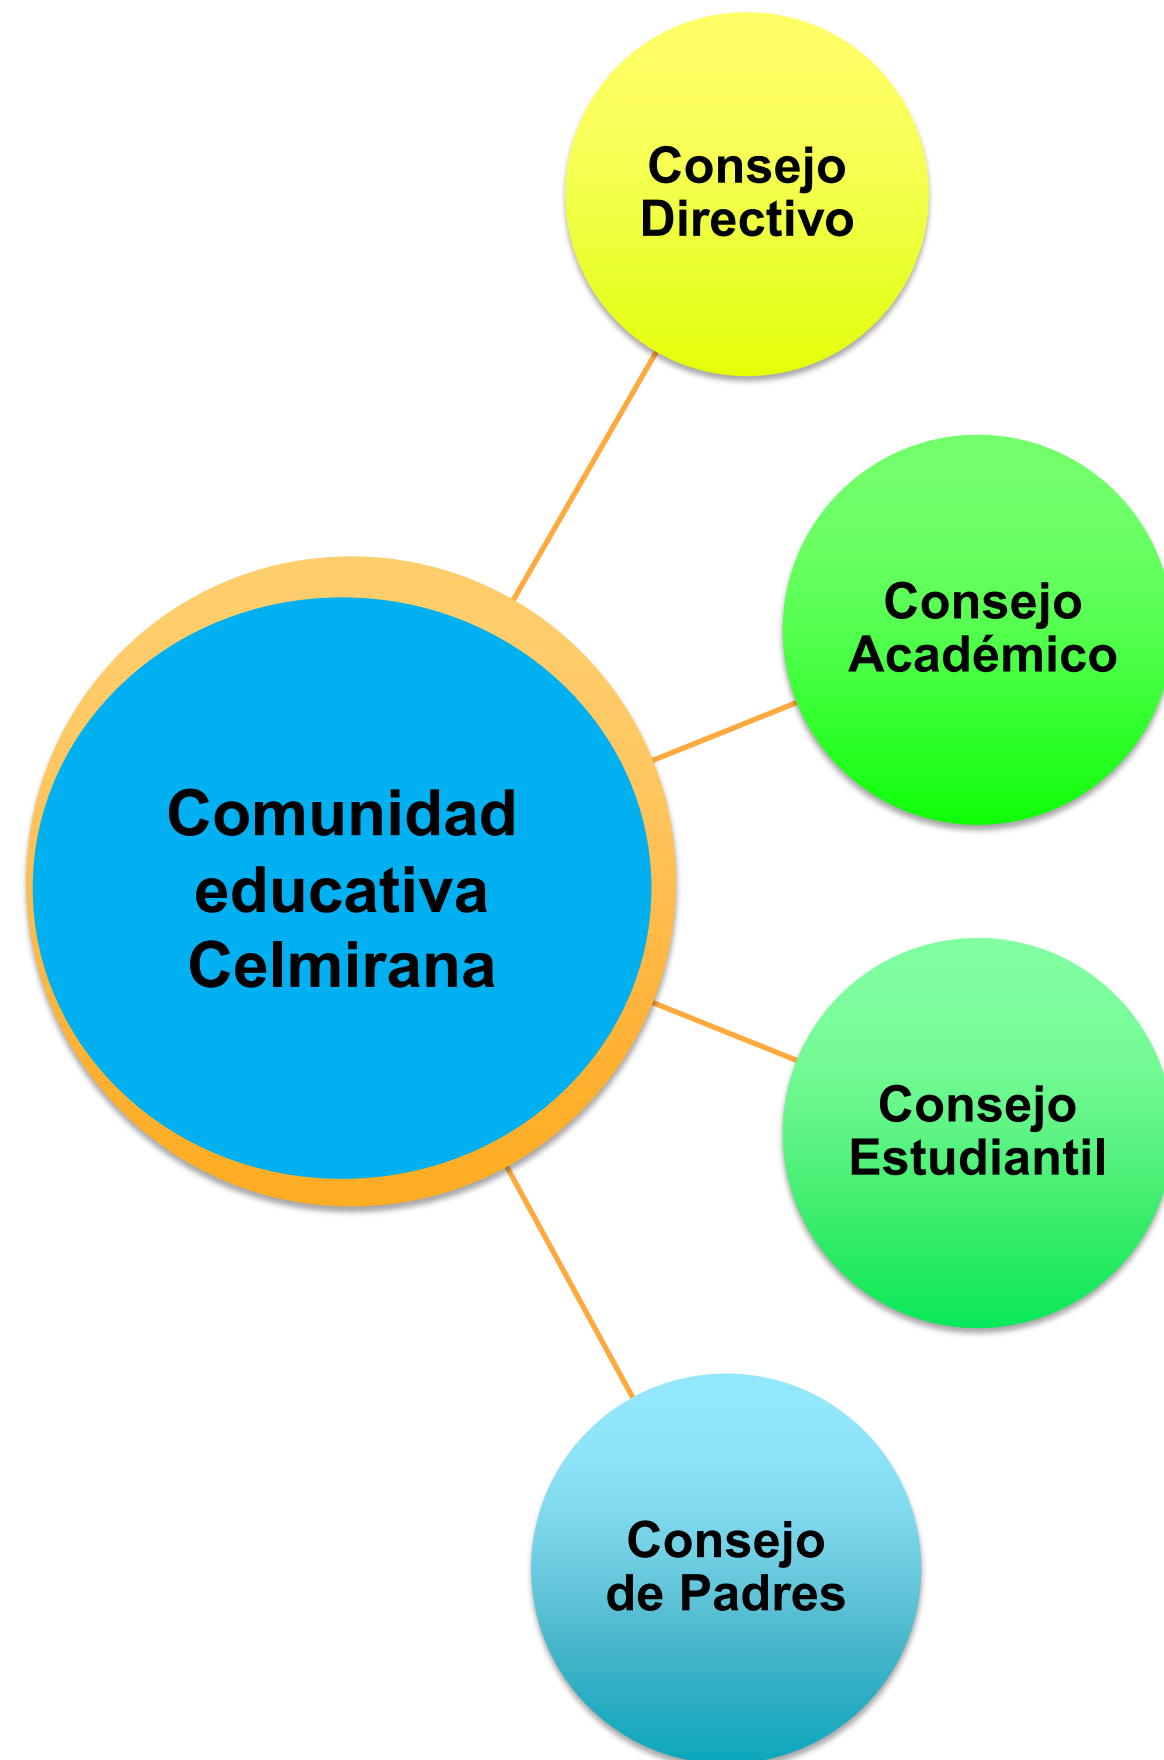 Consejo
Directivo
Consejo
Académico
Comunidad
educativa
Celmirana
Consejo
Estudiantil
Consejo
de Padres